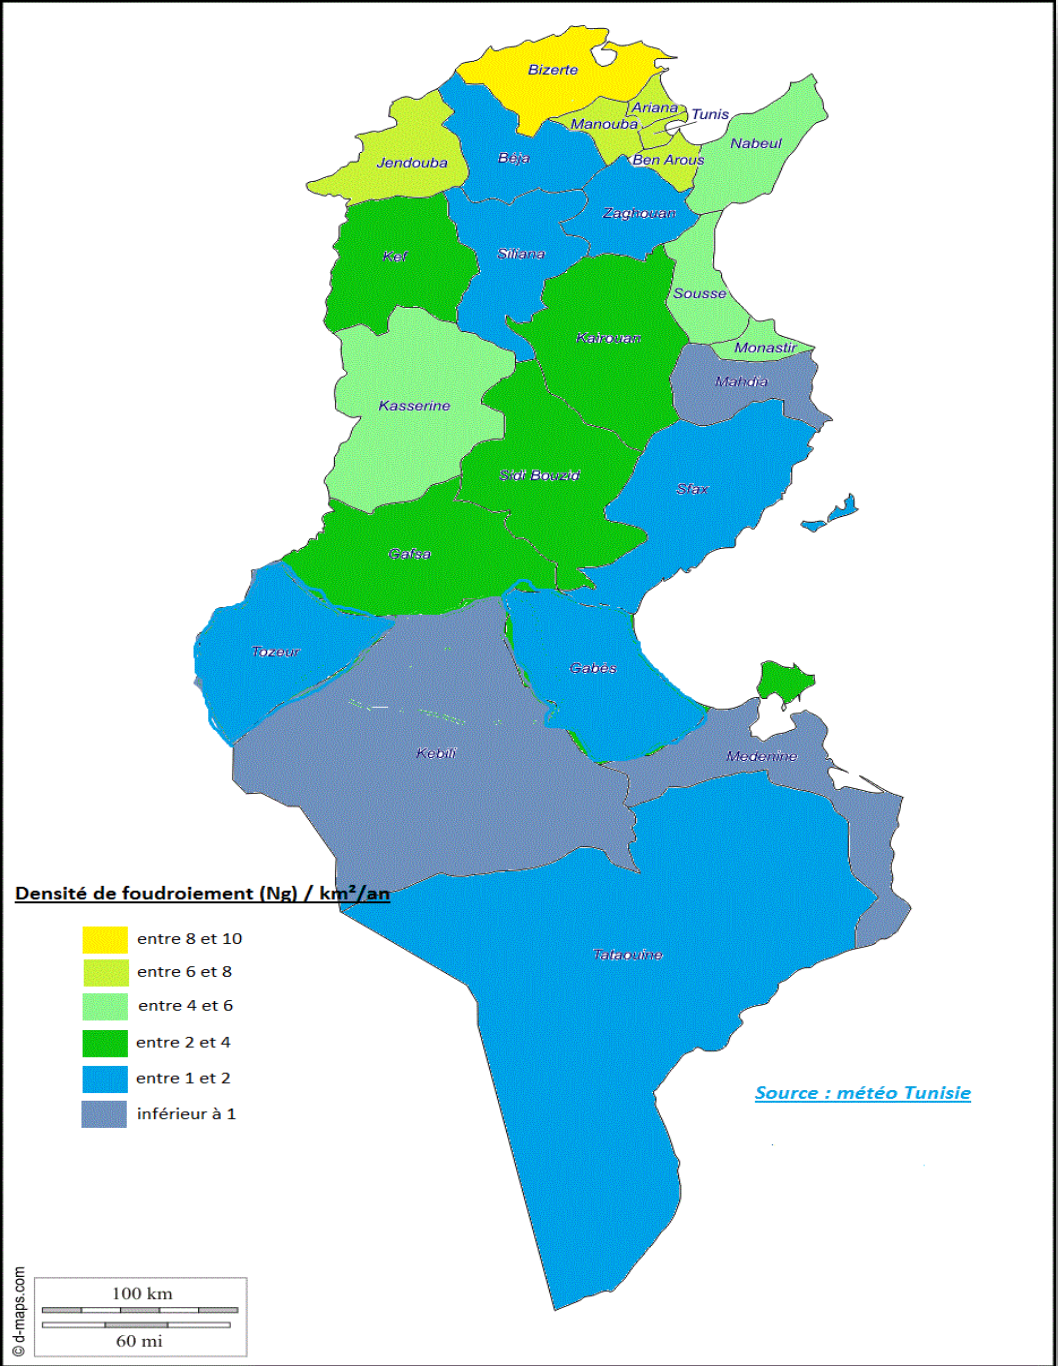 Bizerte
Ariana
Tunis
Manouba
Nabeul
Jendouba
Béja
Ben Arous
Zaghouan
Kef
Siliana
Sousse
Kairouan
Monastir
Mahdia
Kasserine
Sidi Bouzid
Sfax
Gafsa
Tozeur
Gabès
Kebili
Medenine
Tataouine
Densité de foudroiement (Ng) / km²/an
entre 8 et 10
entre 6 et 8
entre 4 et 6
entre 2 et 4
entre 1 et 2
inférieur à 1
Source : météo Tunisie
100 km
60 mi
© d-maps.com